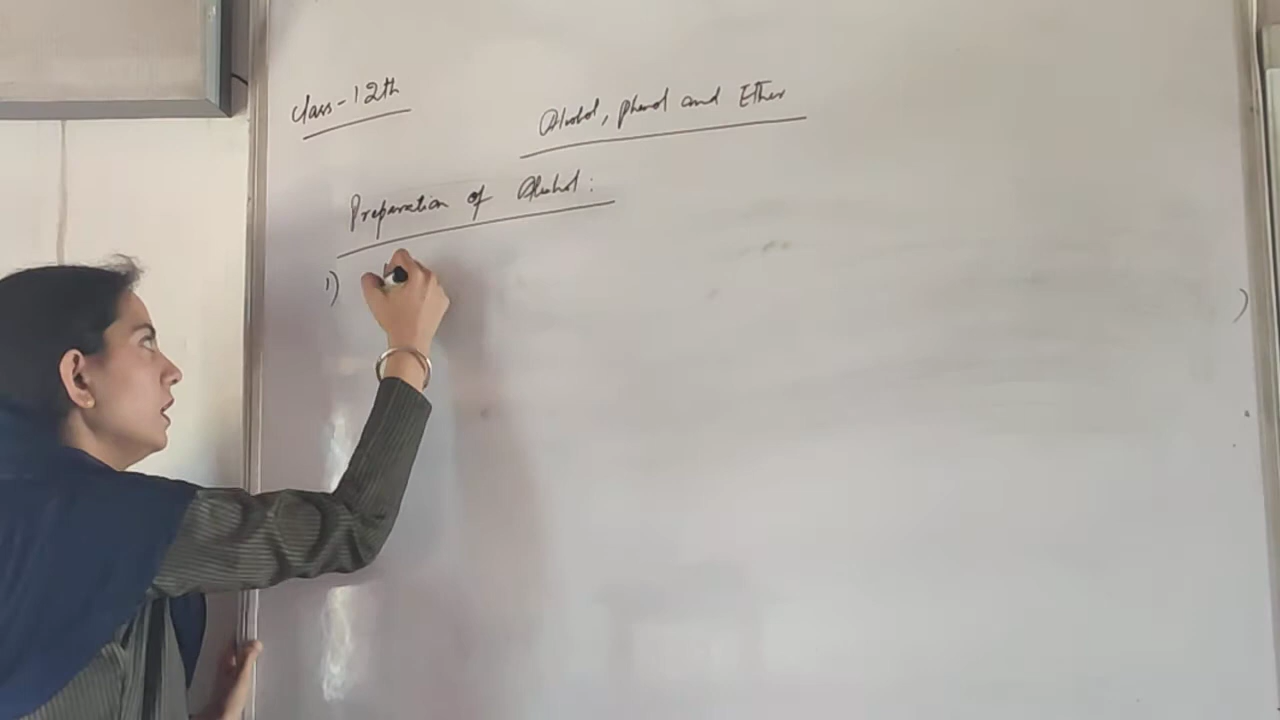 Class-12th
Alcohol, phenol and Ether
Preparation of Alcohol:
1)
)